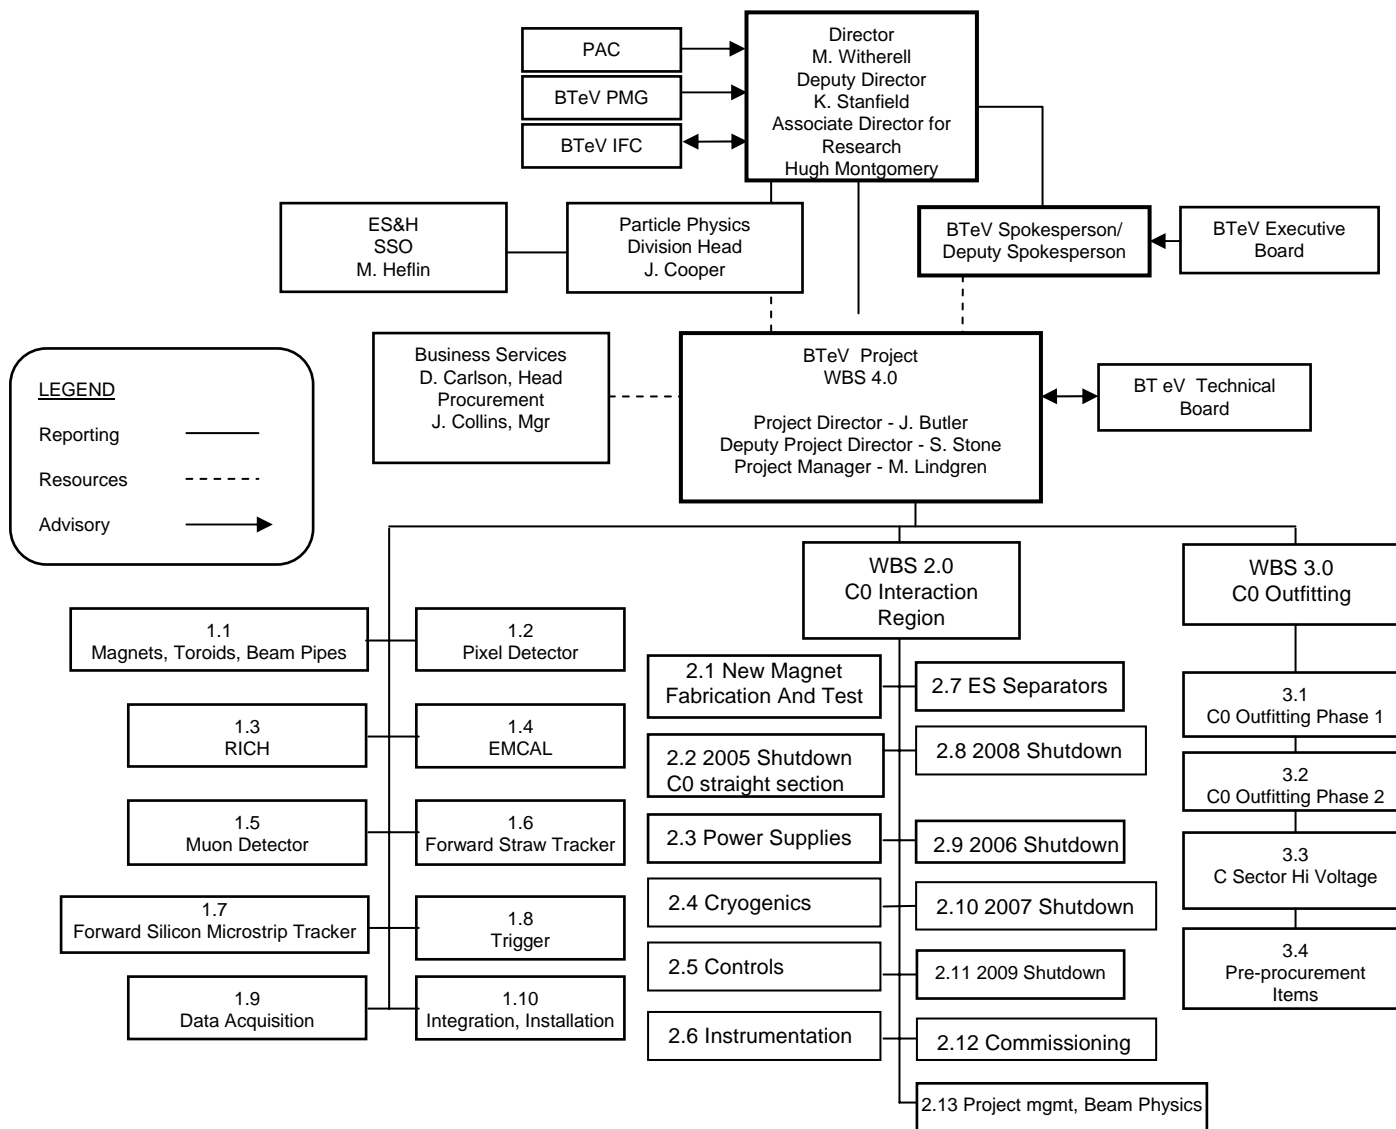 PAC
BTeV PMG
BTeV IFC
Director
M. Witherell
Deputy Director
K. Stanfield
Associate Director for
Research
Hugh Montgomery
ES&H
SSO
M. Heflin
Particle Physics
Division Head
J. Cooper
BTeV Spokesperson/
Deputy Spokesperson
BTeV Executive
Board
Business Services
D. Carlson, Head
Procurement
J. Collins, Mgr
BTeV Project
WBS 4.0
Project Director - J. Butler
Deputy Project Director - S. Stone
Project Manager - M. Lindgren
BT eV Technical
Board
LEGEND
Reporting
Resources
Advisory
WBS 2.0
C0 Interaction
Region
WBS 3.0
C0 Outfitting
1.1
Magnets, Toroids, Beam Pipes
1.2
Pixel Detector
1.3
RICH
1.4
EMCAL
1.5
Muon Detector
1.6
Forward Straw Tracker
1.7
Forward Silicon Microstrip Tracker
1.8
Trigger
1.9
Data Acquisition
1.10
Integration, Installation
2.1 New Magnet
Fabrication And Test
2.7 ES Separators
2.2 2005 Shutdown
C0 straight section
2.8 2008 Shutdown
2.3 Power Supplies
2.9 2006 Shutdown
2.4 Cryogenics
2.10 2007 Shutdown
2.5 Controls
2.11 2009 Shutdown
2.6 Instrumentation
2.12 Commissioning
2.13 Project mgmt, Beam Physics
3.1
C0 Outfitting Phase 1
3.2
C0 Outfitting Phase 2
3.3
C Sector Hi Voltage
3.4
Pre-procurement
Items